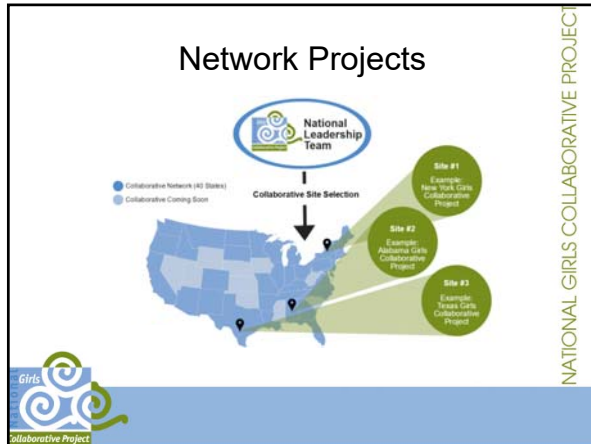 Network Projects
National
Leadership
Team
Collaborative Network (40 States)
Collaborative Coming Soon
Collaborative Site Selection
Site #1
Example:
New York Girls
Collaborative
Project
Site #2
Example:
Alabama Girls
Collaborative
Project
Site #3
Example:
Texas Girls
Collaborative
Project
NATIONAL GIRLS COLLABORATIVE PROJECT
National
Girls
Collaborative Project